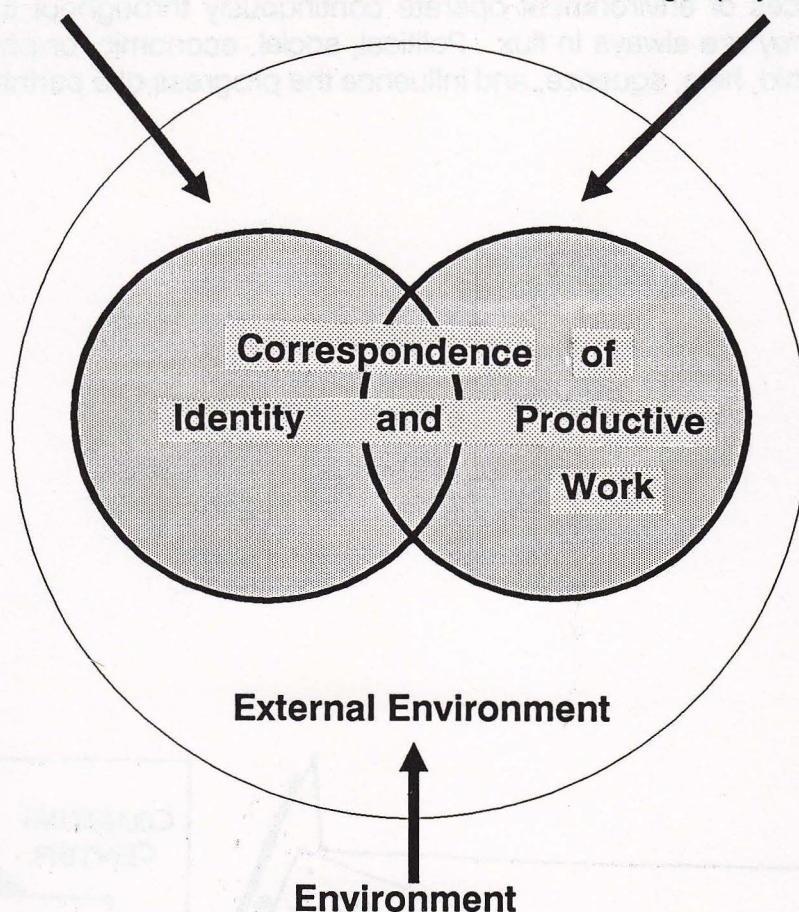 Correspondence of
Identity and Productive
Work
External Environment
Environment